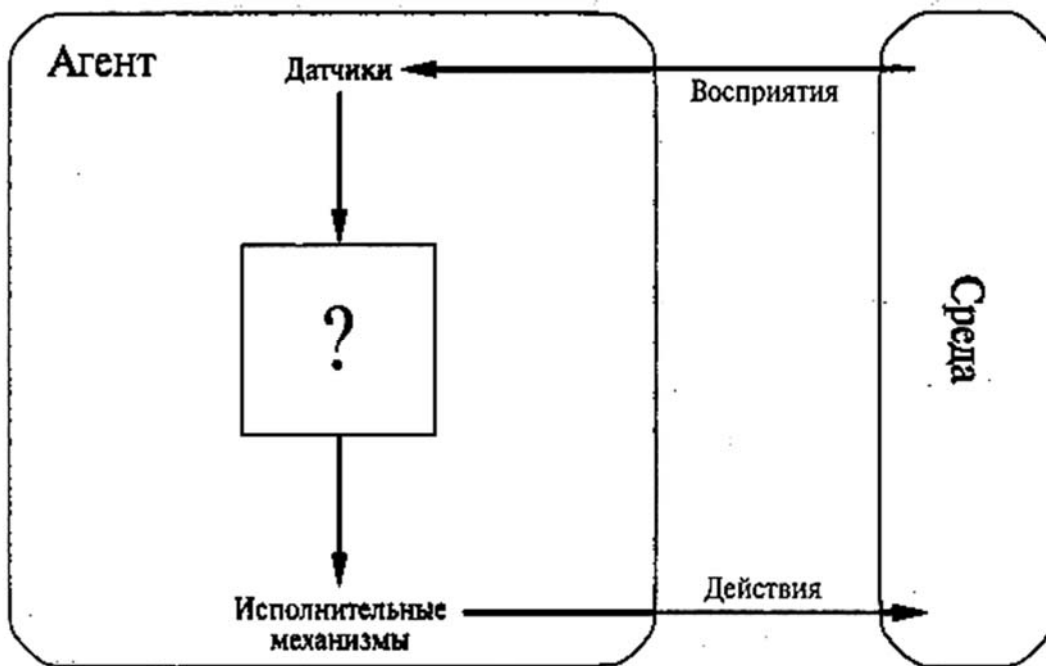 Агент
Датчики
Восприятия
?
Среда
Действия
Исполнительные
механизмы